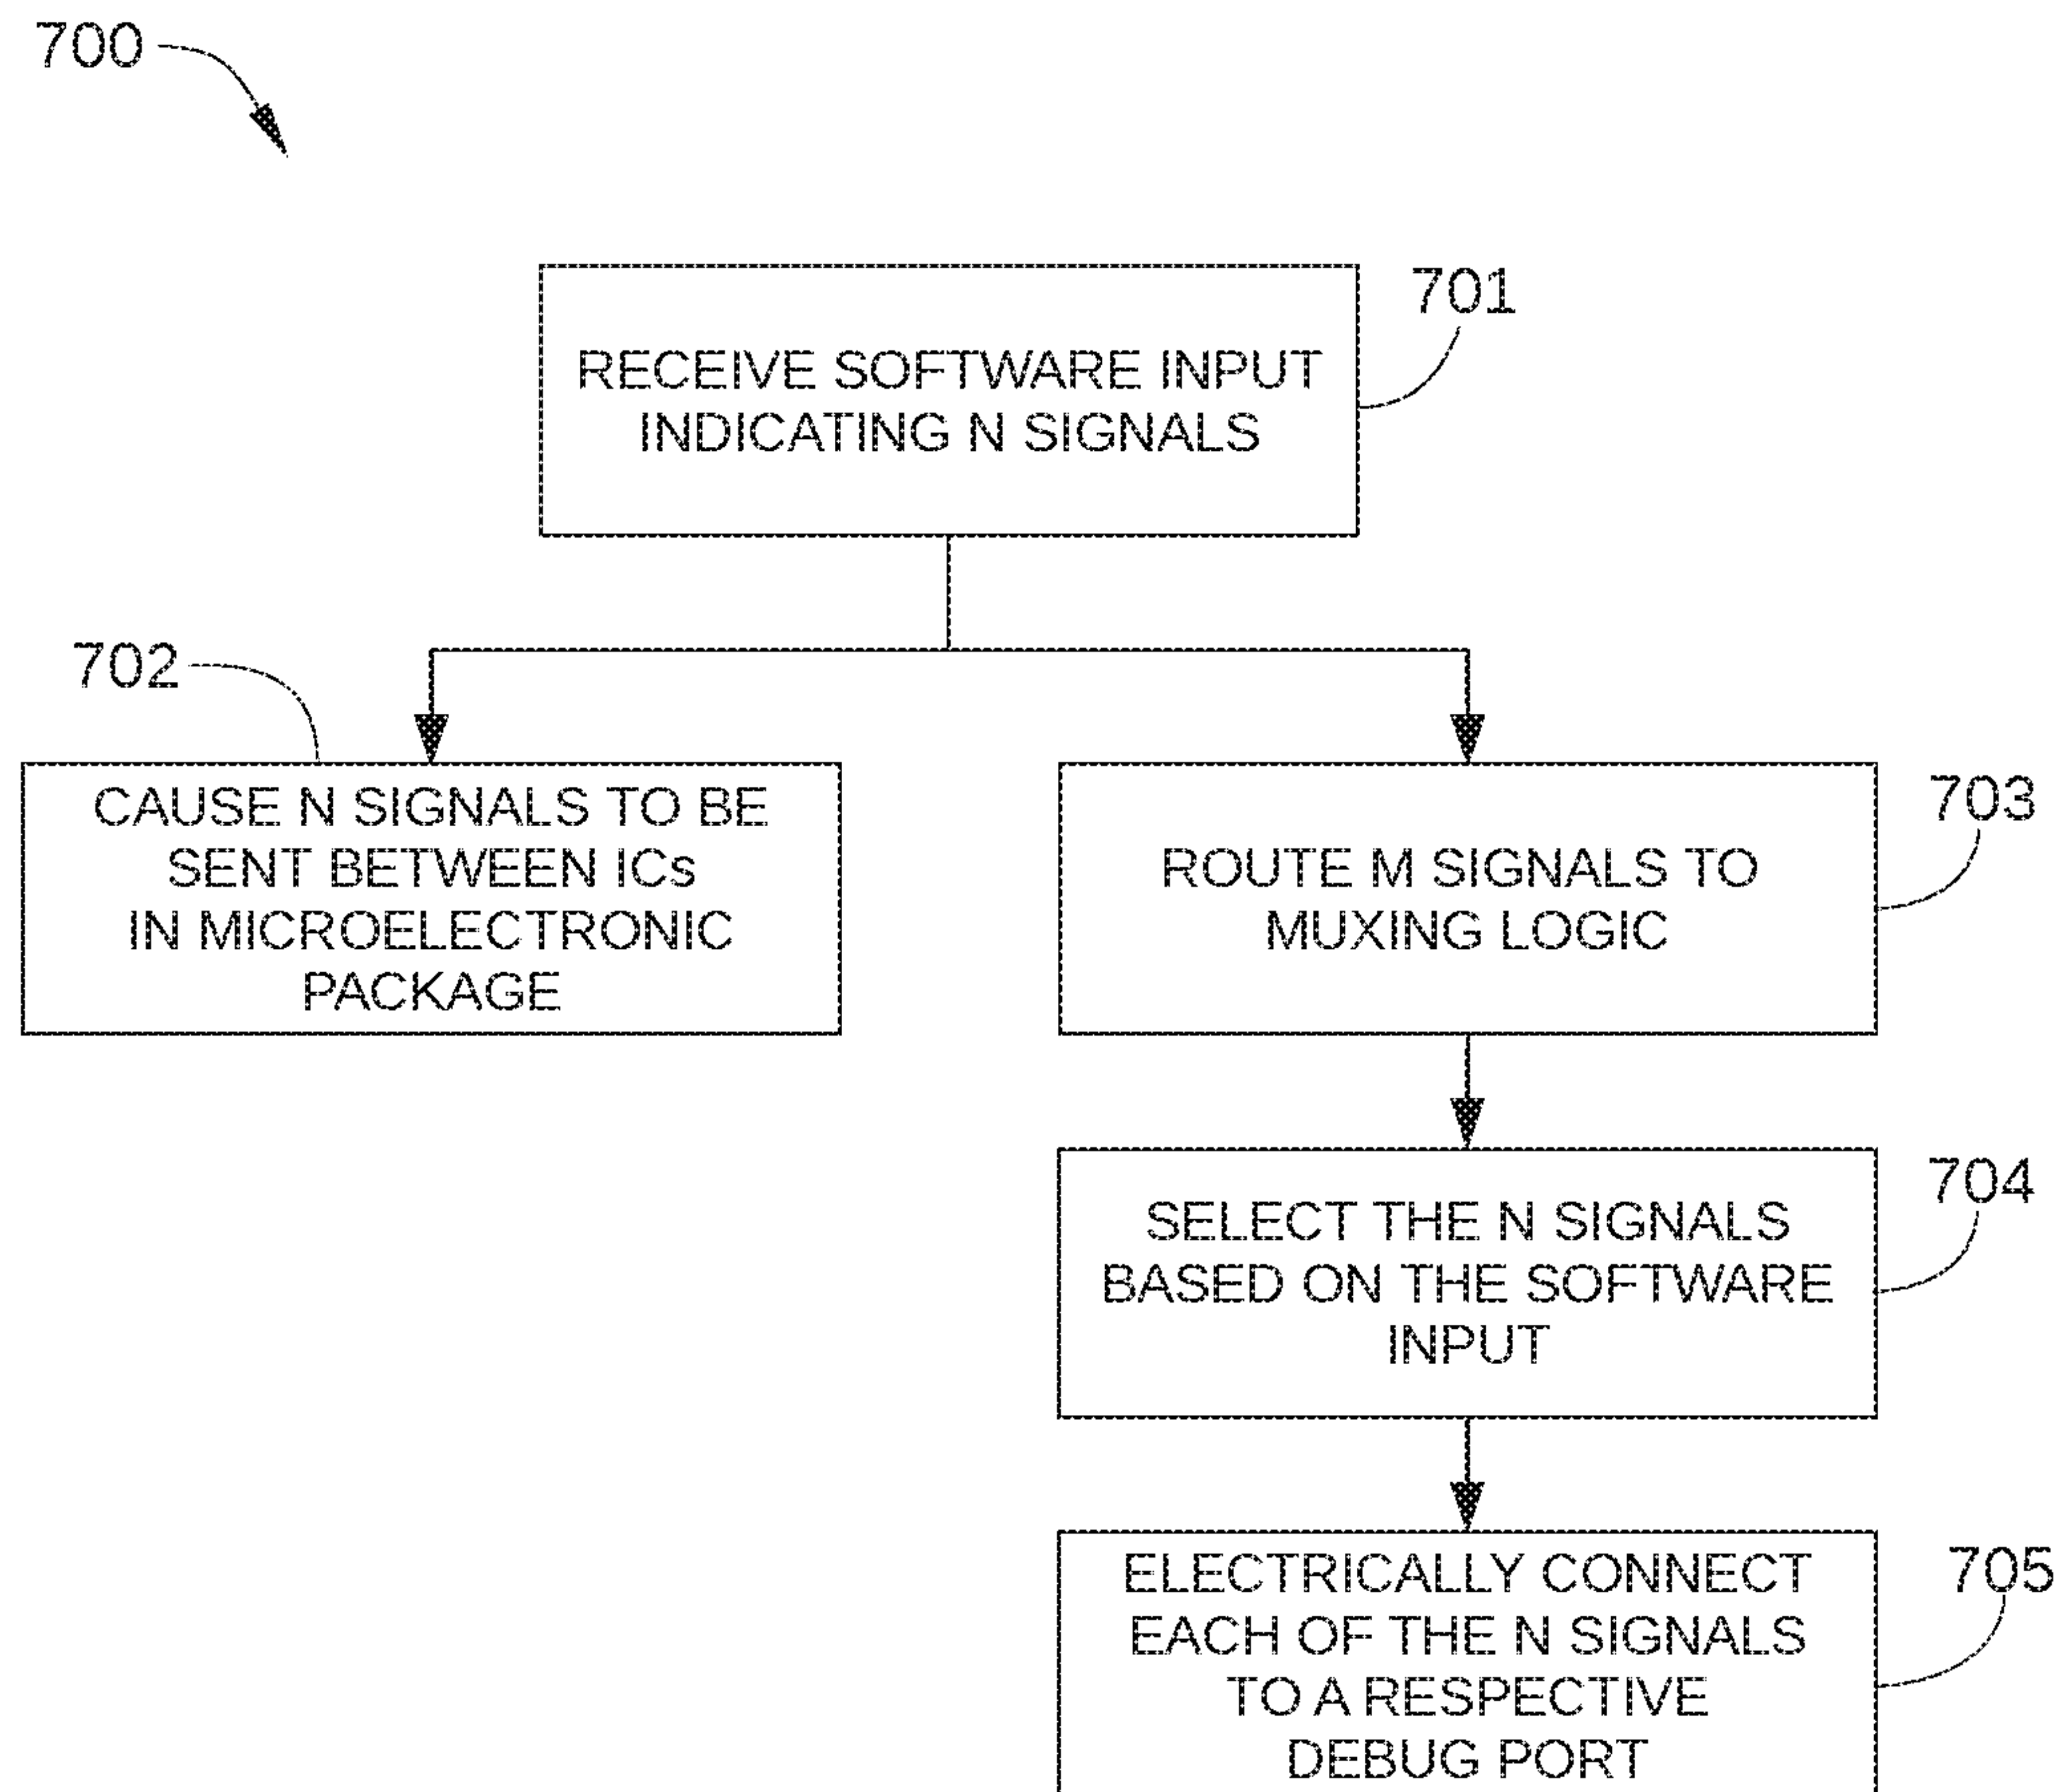 700
701
RECEIVE SOFTWARE INPUT
INDICATING N SIGNALS
702
CAUSE N SIGNALS TO BE
SENT BETWEEN ICs
IN MICROELECTRONIC
PACKAGE
703
ROUTE M SIGNALS TO
MUXING LOGIC
704
SELECT THE N SIGNALS
BASED ON THE SOFTWARE
INPUT
705
ELECTRICALLY CONNECT
EACH OF THE N SIGNALS
TO A RESPECTIVE
DEBUG PORT